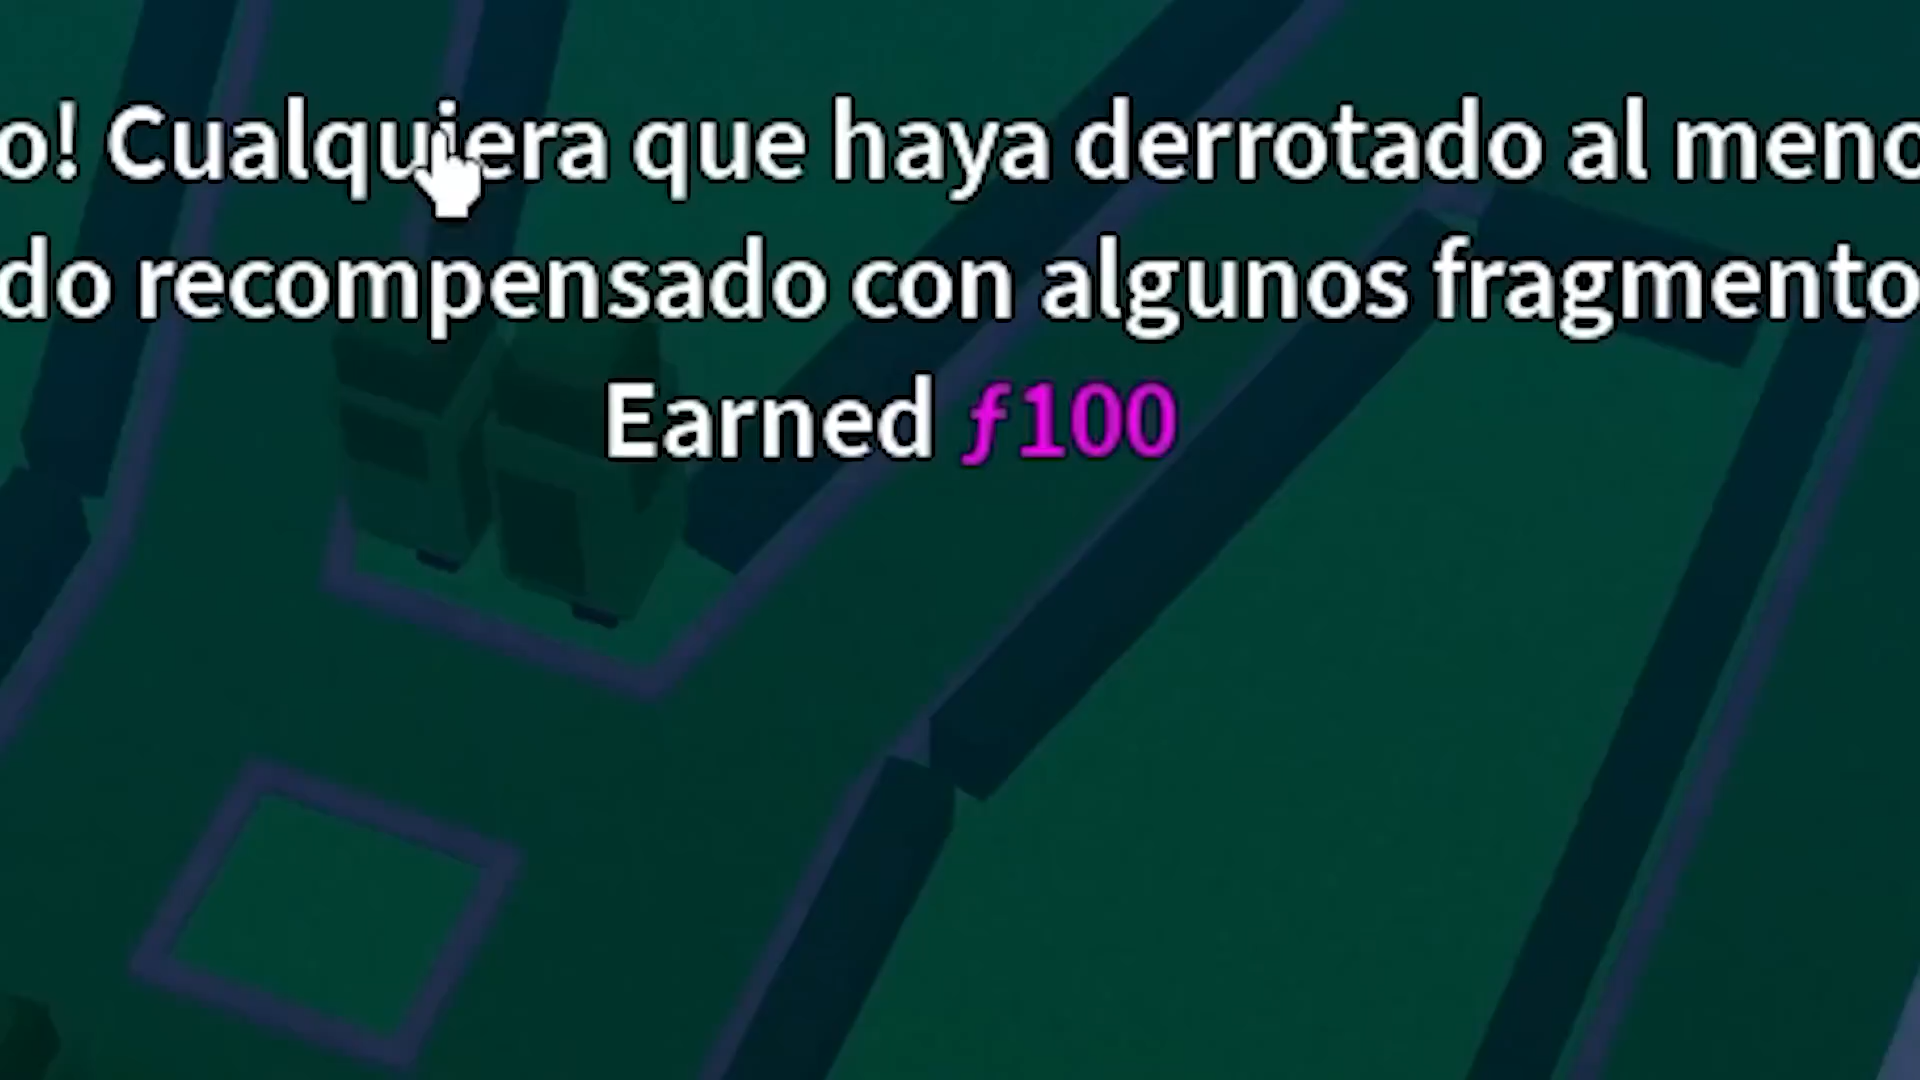 o! Cualquiera que haya derrotado al meno
do recompensado con algunos fragmento
Earned ƒ100